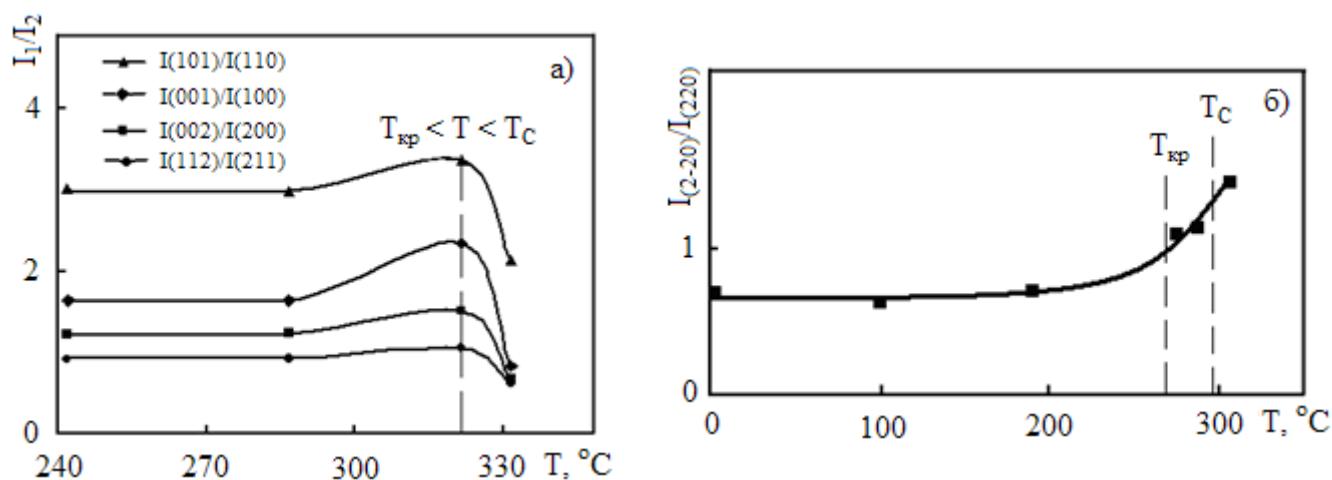 I₁/I₂
I(101)/I(110)
I(001)/I(100)
I(002)/I(200)
I(112)/I(211)
а)
Tкр < T < TC
4
2
0
240 270 300 330 T, °C
I(2-20)/I(220)
б)
Tкр
TC
1
0
0 100 200 300 T, °C